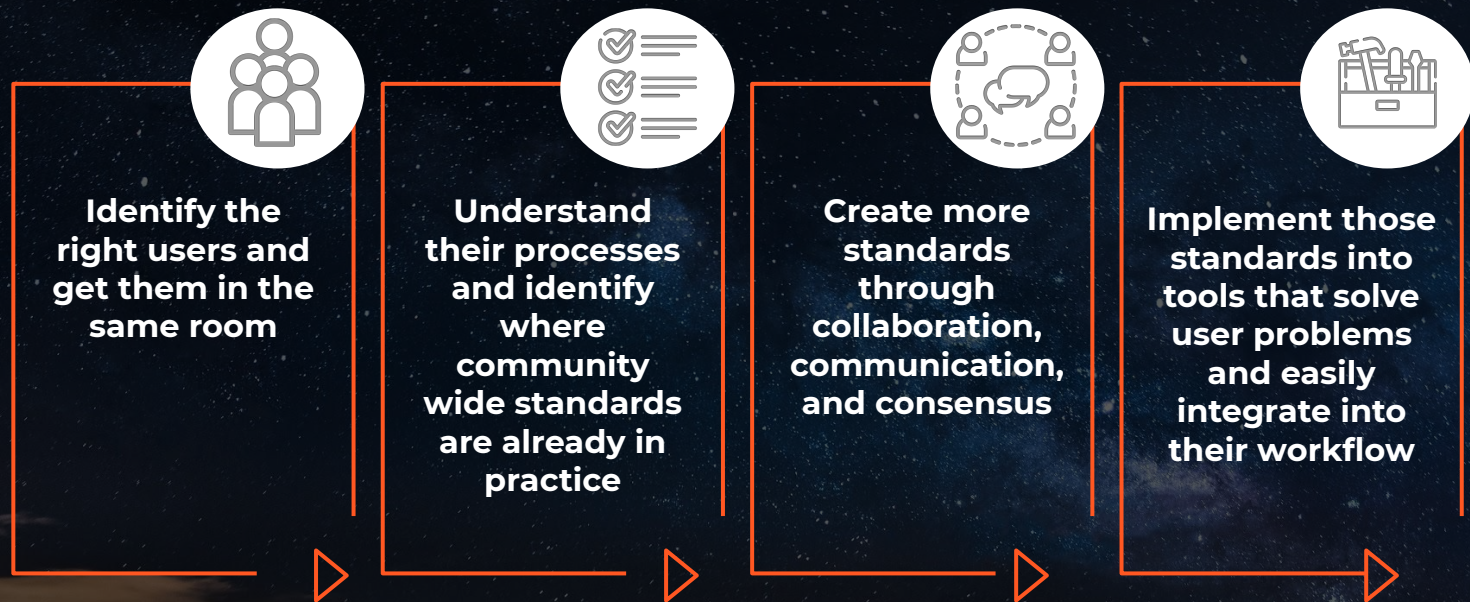 Identify the
right users and
get them in the
same room
Understand
their processes
and identify
where
community
wide standards
are already in
practice
Create more
standards
through
collaboration,
communication,
and consensus
Implement those
standards into
tools that solve
user problems
and easily
integrate into
their workflow